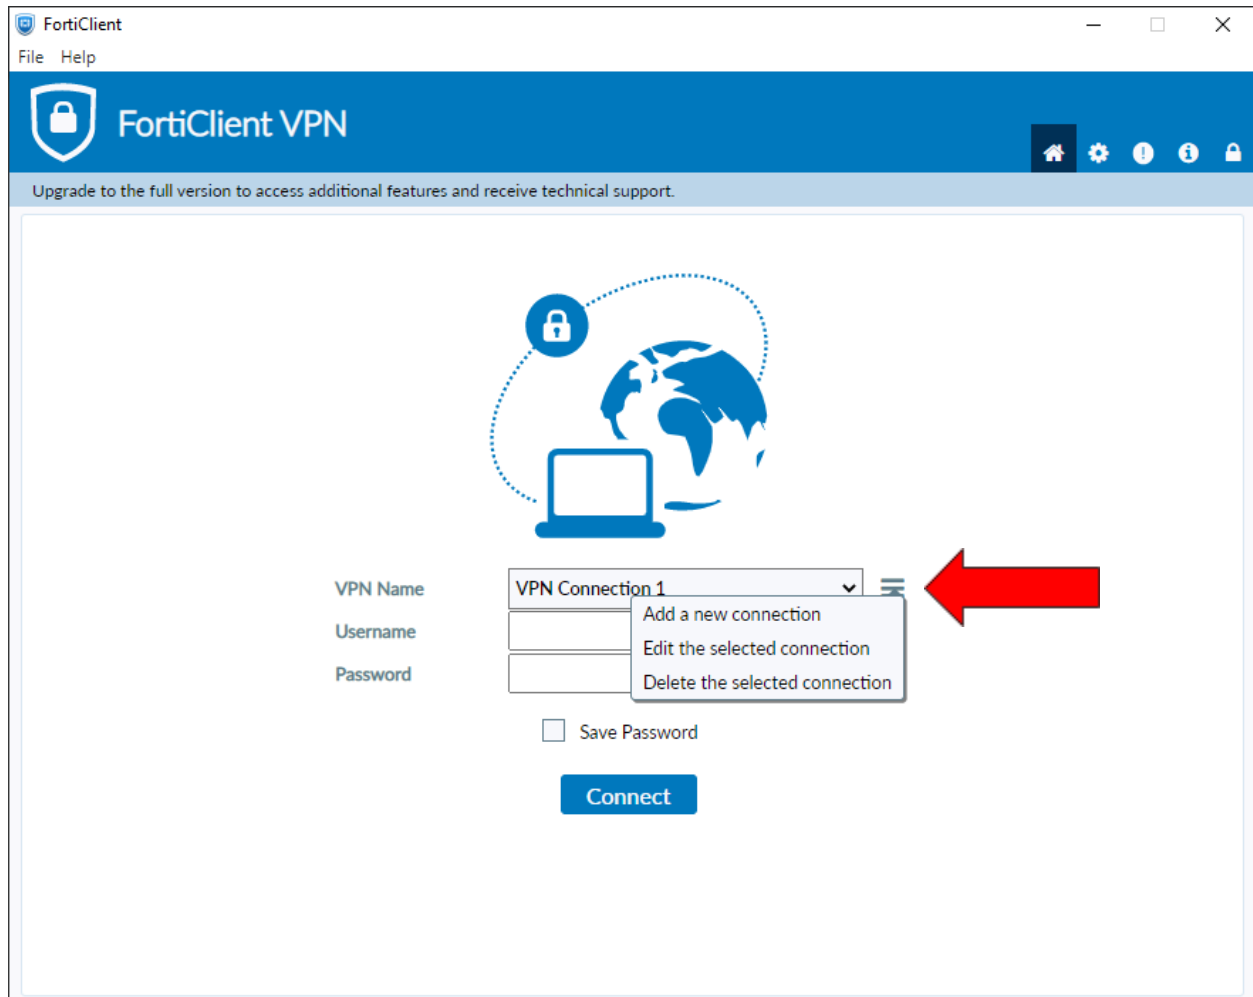 FortiClient
File Help
FortiClient VPN
Upgrade to the full version to access additional features and receive technical support.
VPN Name
VPN Connection 1
Add a new connection
Username
Edit the selected connection
Password
Delete the selected connection
Save Password
Connect